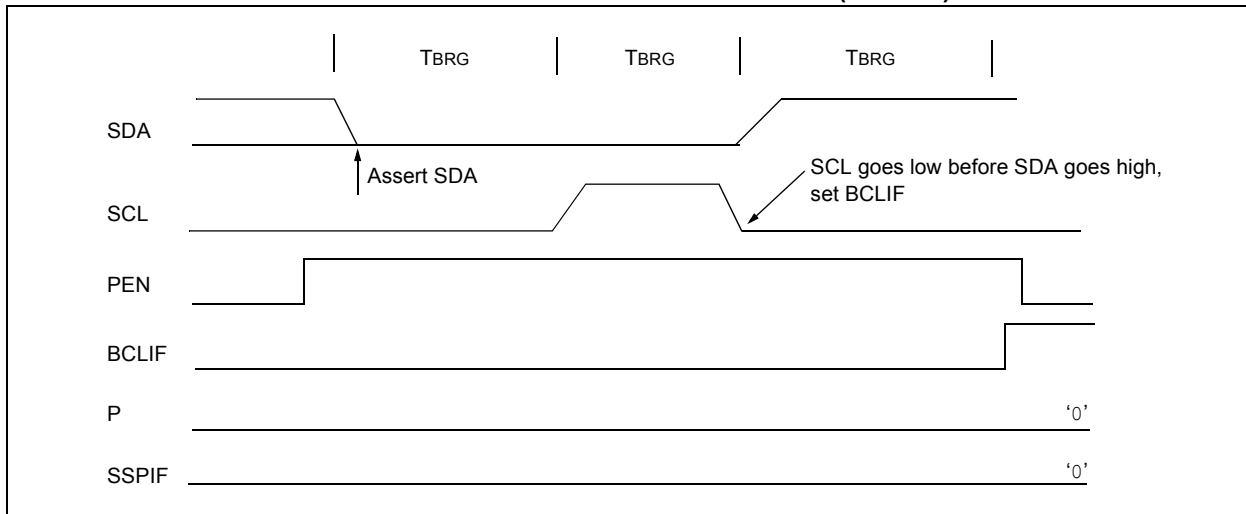 TBRG TBRG TBRG
SDA
Assert SDA
SCL goes low before SDA goes high,
set BCLIF
SCL
PEN
BCLIF
P
‘0’
SSPIF
‘0’